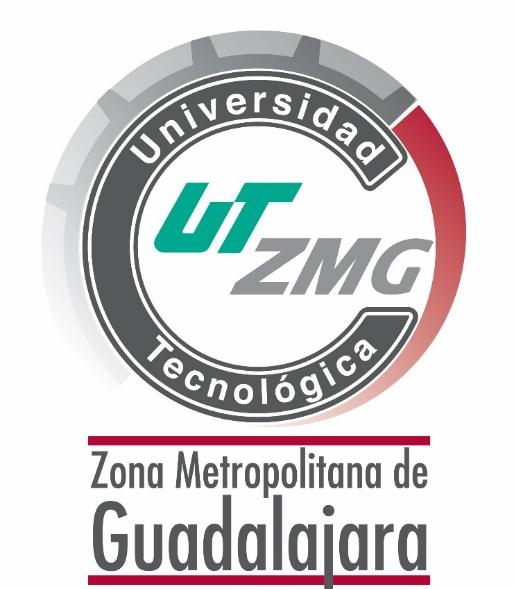 Universidad
UT
ZMG
Tecnológica
Zona Metropolitana de
Guadalajara